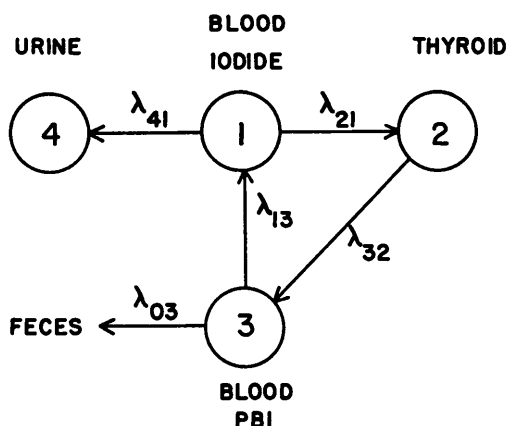 BLOOD
IODIDE
URINE
THYROID
4
λ41
1
λ21
2
λ13
λ32
FECES
λ03
3
BLOOD
PBI